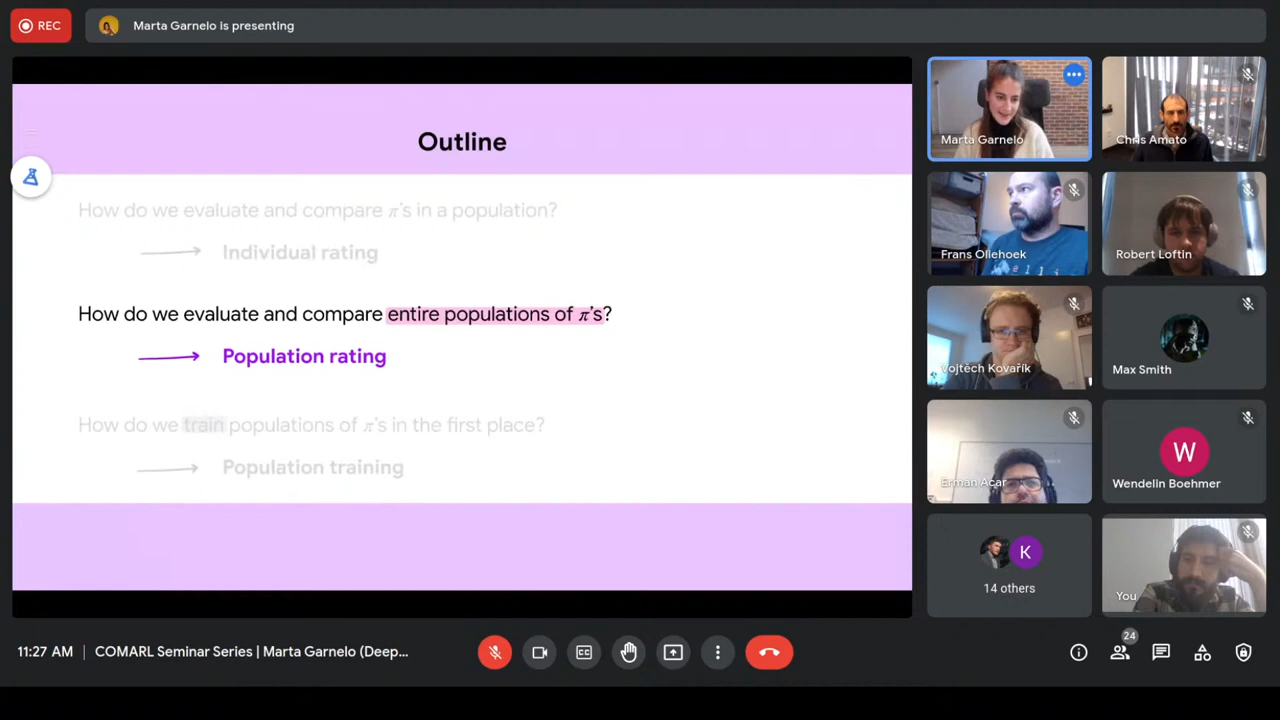 REC
Marta Garnelo is presenting
Outline
How do we evaluate and compare π's in a population?
Individual rating
How do we evaluate and compare entire populations of π's?
Population rating
How do we train populations of π's in the first place?
Population training
Marta Garnelo
Chris Amato
Frans Oliehoek
Robert Loftin
Vojtěch Kovařík
Max Smith
Erman Acar
W
Wendelin Boehmer
K
14 others
You
11:27 AM | COMARL Seminar Series | Marta Garnelo (Deep...
24